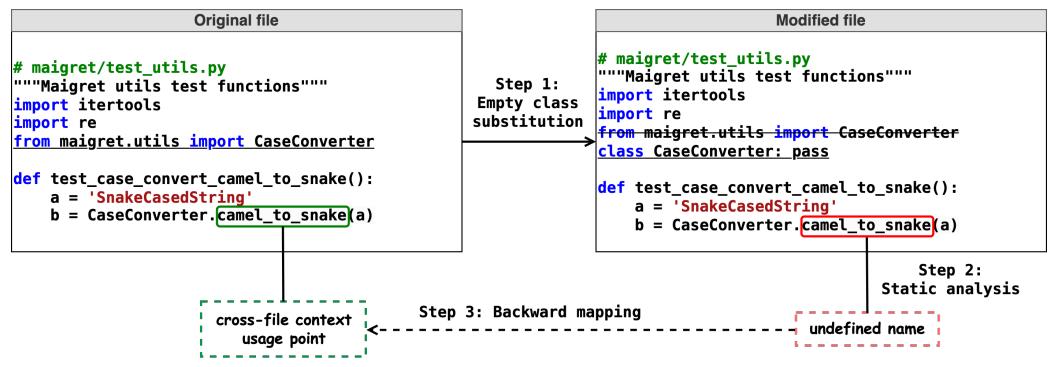 Original file
# maigret/test_utils.py
"""Maigret utils test functions"""
import itertools
import re
from maigret.utils import CaseConverter
def test_case_convert_camel_to_snake():
    a = 'SnakeCasedString'
    b = CaseConverter.camel_to_snake(a)
Step 1:
Empty class
substitution
Modified file
# maigret/test_utils.py
"""Maigret utils test functions"""
import itertools
import re
from maigret.utils import CaseConverter
class CaseConverter: pass
def test_case_convert_camel_to_snake():
    a = 'SnakeCasedString'
    b = CaseConverter.camel_to_snake(a)
Step 2:
Static analysis
undefined name
Step 3: Backward mapping
cross-file context
usage point